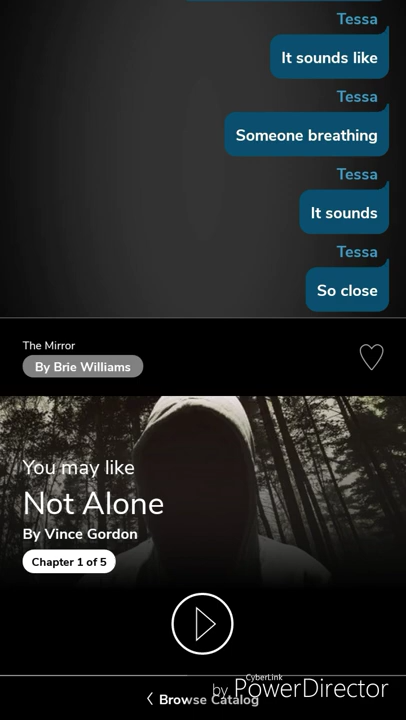 Tessa
It sounds like
Tessa
Someone breathing
Tessa
It sounds
Tessa
So close
The Mirror
By Brie Williams
You may like
Not Alone
By Vince Gordon
Chapter 1 of 5
Browse Catalog
CyberLink
by PowerDirector